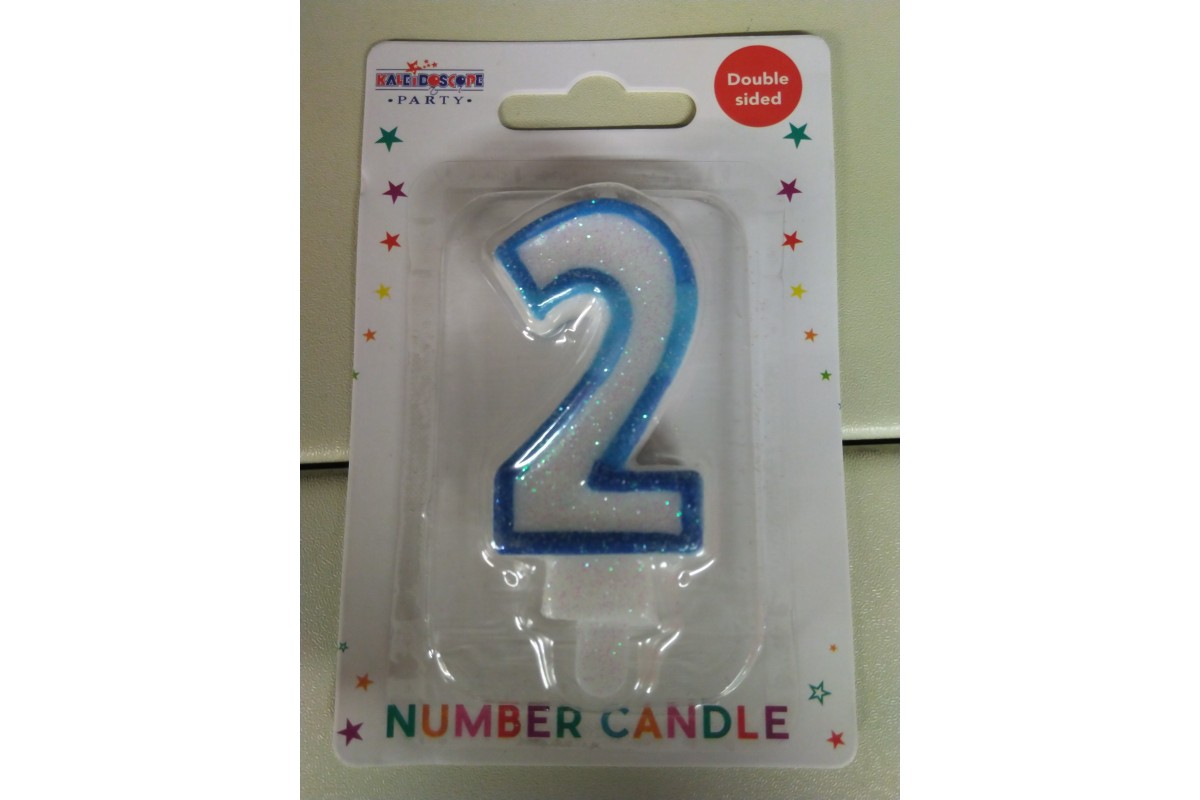 KALEIDOSCOPE
• PARTY •
Double
sided
2
NUMBER CANDLE